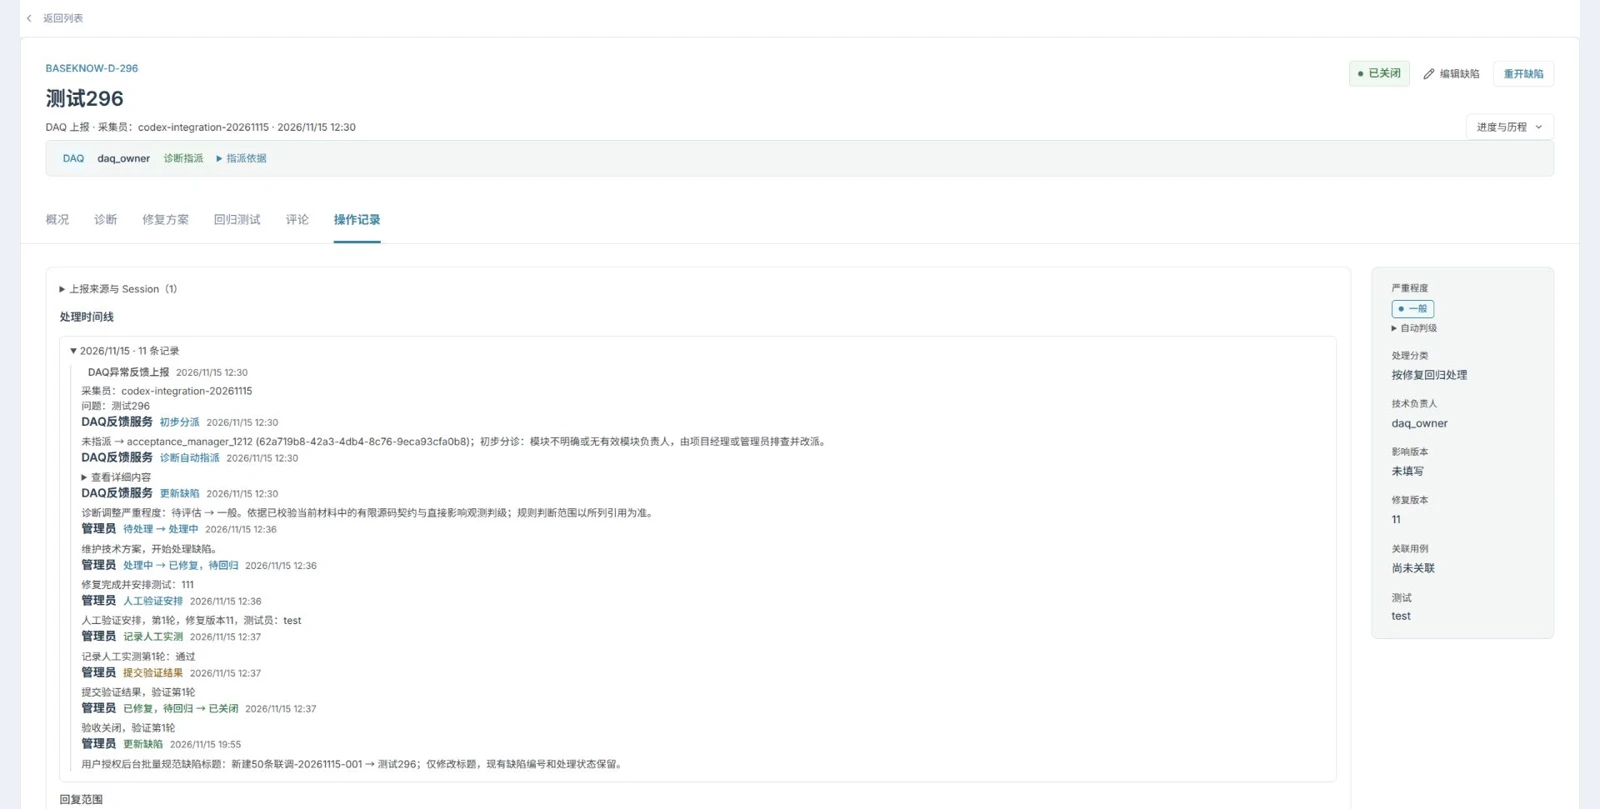 返回列表
BASEKNOW-D-296
已关闭 编辑缺陷 重开缺陷
测试296
DAQ 上报 · 采集员：codex-integration-20261115 · 2026/11/15 12:30
进度与历程
DAQ daq_owner 诊断指派 ▶ 指派依据
概况 诊断 修复方案 回归测试 评论 操作记录
▶ 上报来源与 Session（1）
处理时间线
▼ 2026/11/15 · 11 条记录
DAQ异常反馈上报 2026/11/15 12:30
采集员：codex-integration-20261115
问题：测试296
DAQ反馈服务 初步分派 2026/11/15 12:30
未指派 → acceptance_manager_1212 (62a719b8-42a3-4db4-8c76-9eca93cfa0b8)；初步分诊：模块不明确或无有效模块负责人，由项目经理或管理员排查并改派。
DAQ反馈服务 诊断自动指派 2026/11/15 12:30
▶ 查看详细内容
DAQ反馈服务 更新缺陷 2026/11/15 12:30
诊断调整严重程度：待评估 → 一般。依据已校验当前材料中的有限源码契约与直接影响观测判级；规则判断范围以所列引用为准。
管理员 待处理 → 处理中 2026/11/15 12:36
维护技术方案，开始处理缺陷。
管理员 处理中 → 已修复，待回归 2026/11/15 12:36
修复完成并安排测试：111
管理员 人工验证安排 2026/11/15 12:36
人工验证安排，第1轮，修复版本11，测试员：test
管理员 记录人工实测 2026/11/15 12:37
记录人工实测第1轮：通过
管理员 提交验证结果 2026/11/15 12:37
提交验证结果，验证第1轮
管理员 已修复，待回归 → 已关闭 2026/11/15 12:37
验收关闭，验证第1轮
管理员 更新缺陷 2026/11/15 19:55
用户授权后台批量规范缺陷标题：新建50条联调-20261115-001 → 测试296；仅修改标题，现有缺陷编号和处理状态保留。
回复范围
严重程度
一般
▶ 自动判级
处理分类
按修复回归处理
技术负责人
daq_owner
影响版本
未填写
修复版本
11
关联用例
尚未关联
测试
test